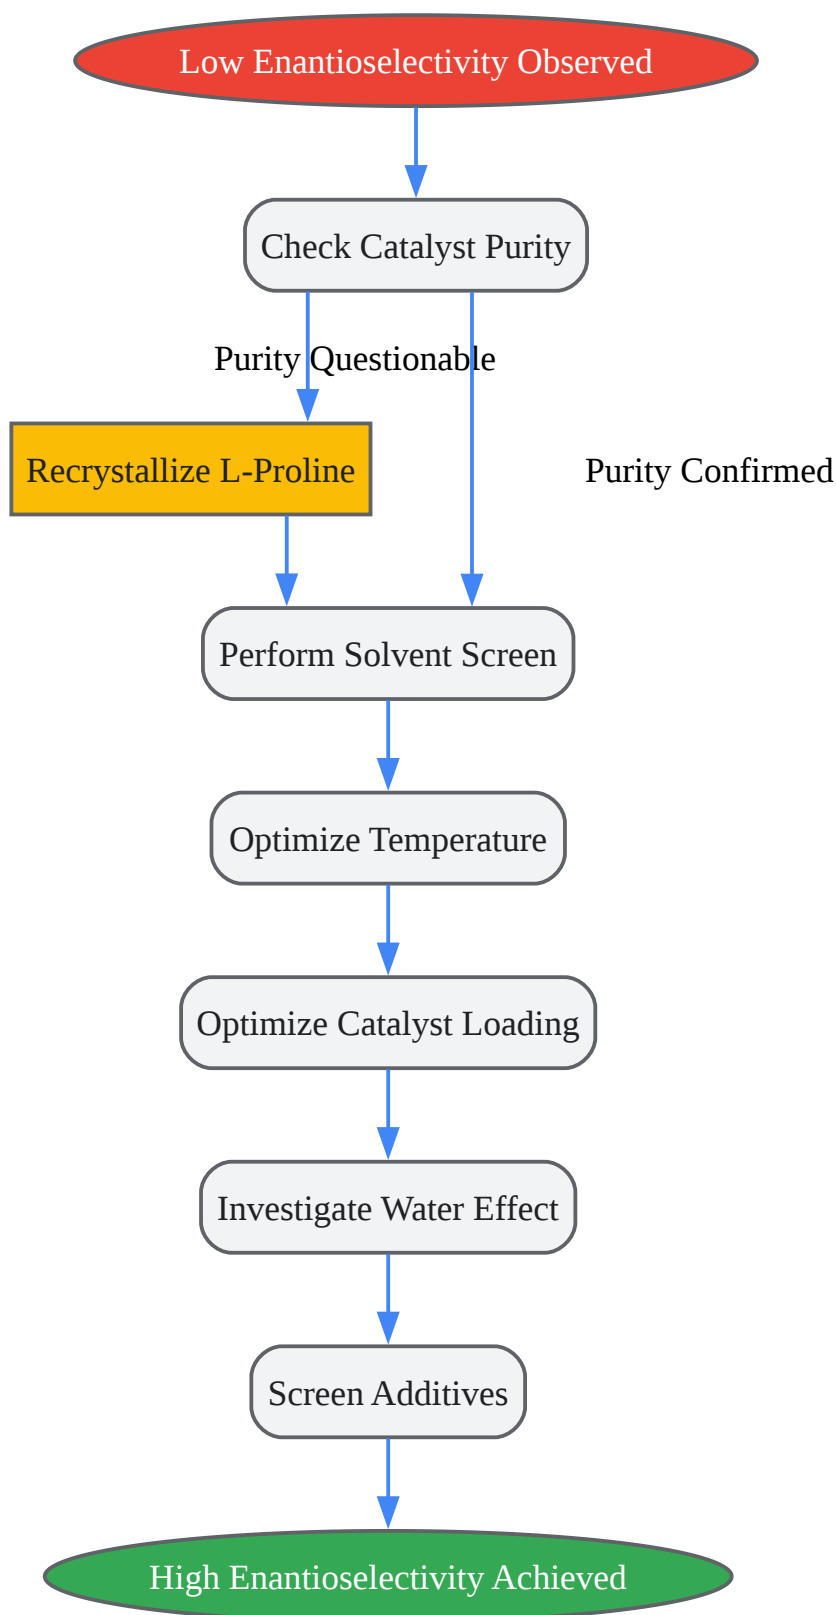 Low Enantioselectivity Observed
Check Catalyst Purity
Purity Questionable
Recrystallize L-Proline
Purity Confirmed
Perform Solvent Screen
Optimize Temperature
Optimize Catalyst Loading
Investigate Water Effect
Screen Additives
High Enantioselectivity Achieved